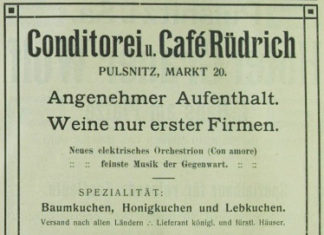 Conditorei u. Café Rüdrich
PULSNITZ, MARKT 20.
Angenehmer Aufenthalt.
Weine nur erster Firmen.
Neues elektrisches Orchestrion (Con amore)
:: :: feinste Musik der Gegenwart. :: ::
SPEZIALITÄT:
Baumkuchen, Honigkuchen und Lebkuchen.
Versand nach allen Ländern ∴ Lieferant königl. und fürstl. Häuser.